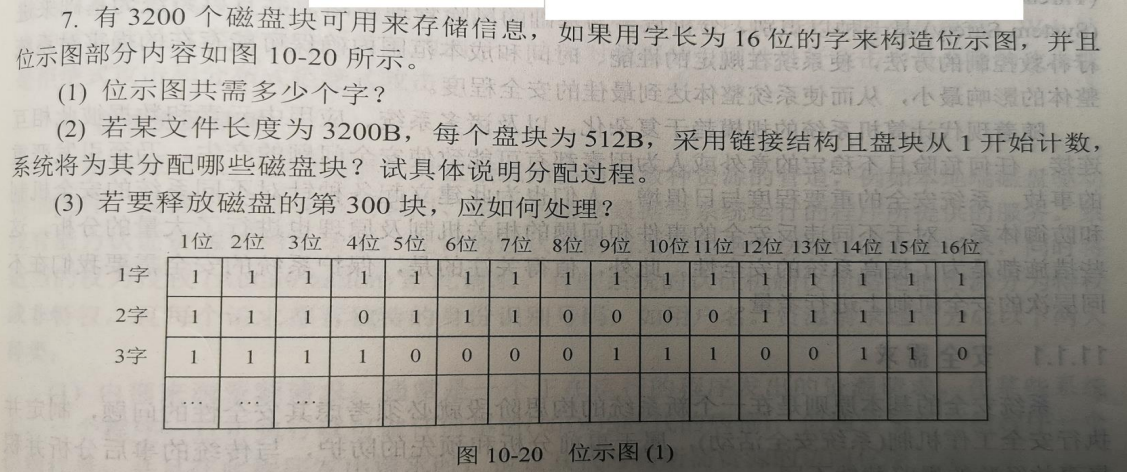 7. 有 3200 个磁盘块可用来存储信息，如果用字长为 16 位的字来构造位示图，并且
位示图部分内容如图 10-20 所示。
(1) 位示图共需多少个字？
(2) 若某文件长度为 3200B，每个盘块为 512B，采用链接结构且盘块从 1 开始计数，
系统将为其分配哪些磁盘块？试具体说明分配过程。
(3) 若要释放磁盘的第 300 块，应如何处理？
1位 2位 3位 4位 5位 6位 7位 8位 9位 10位 11位 12位 13位 14位 15位 16位
1字 1 1 1 1 1 1 1 1 1 1 1 1 1 1 1 1
2字 1 1 1 0 1 1 1 0 0 0 0 1 1 1 1 1
3字 1 1 1 1 0 0 0 0 1 1 1 0 0 1 1 0
… … …
图 10-20 位示图 (1)